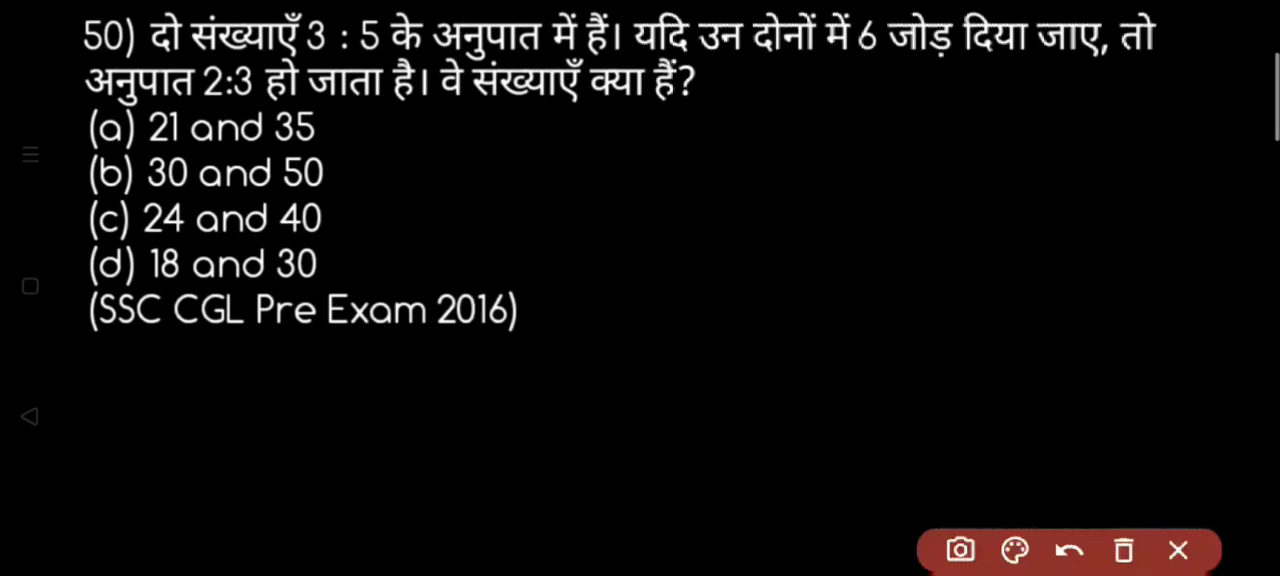 50) दो संख्याएँ 3 : 5 के अनुपात में हैं। यदि उन दोनों में 6 जोड़ दिया जाए, तो
अनुपात 2:3 हो जाता है। वे संख्याएँ क्या हैं?
(a) 21 and 35
(b) 30 and 50
(c) 24 and 40
(d) 18 and 30
(SSC CGL Pre Exam 2016)